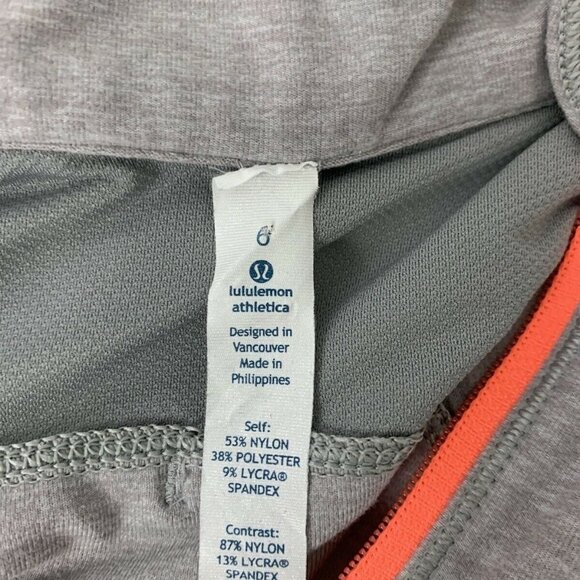 6
lululemon
athletica
Designed in
Vancouver
Made in
Philippines
Self:
53% NYLON
38% POLYESTER
9% LYCRA®
SPANDEX
Contrast:
87% NYLON
13% LYCRA®
SPANDEX